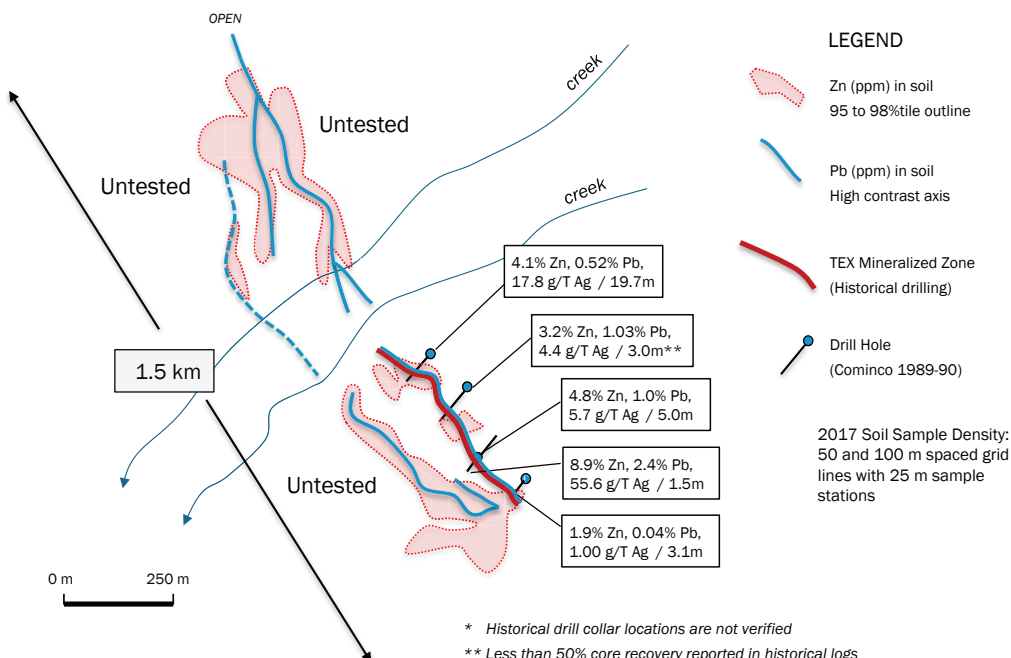 OPEN
LEGEND
creek
Zn (ppm) in soil
95 to 98%tile outline
Untested
Untested
Pb (ppm) in soil
High contrast axis
creek
4.1% Zn, 0.52% Pb,
17.8 g/T Ag / 19.7m
TEX Mineralized Zone
(Historical drilling)
3.2% Zn, 1.03% Pb,
4.4 g/T Ag / 3.0m**
Drill Hole
(Cominco 1989-90)
1.5 km
4.8% Zn, 1.0% Pb,
5.7 g/T Ag / 5.0m
2017 Soil Sample Density:
50 and 100 m spaced grid
lines with 25 m sample
stations
8.9% Zn, 2.4% Pb,
55.6 g/T Ag / 1.5m
Untested
1.9% Zn, 0.04% Pb,
1.00 g/T Ag / 3.1m
0 m 250 m
* Historical drill collar locations are not verified
** Less than 50% core recovery reported in historical logs